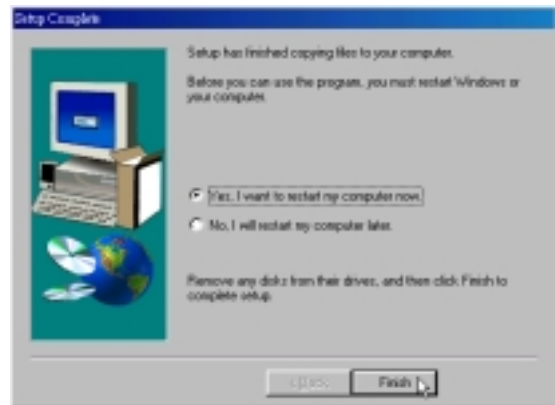 Setup Complete
Setup has finished copying files to your computer.
Before you can use the program, you must restart Windows or
your computer.
Yes, I want to restart my computer now.
No, I will restart my computer later.
Remove any disks from their drives, and then click Finish to
complete setup.
< Back
Finish